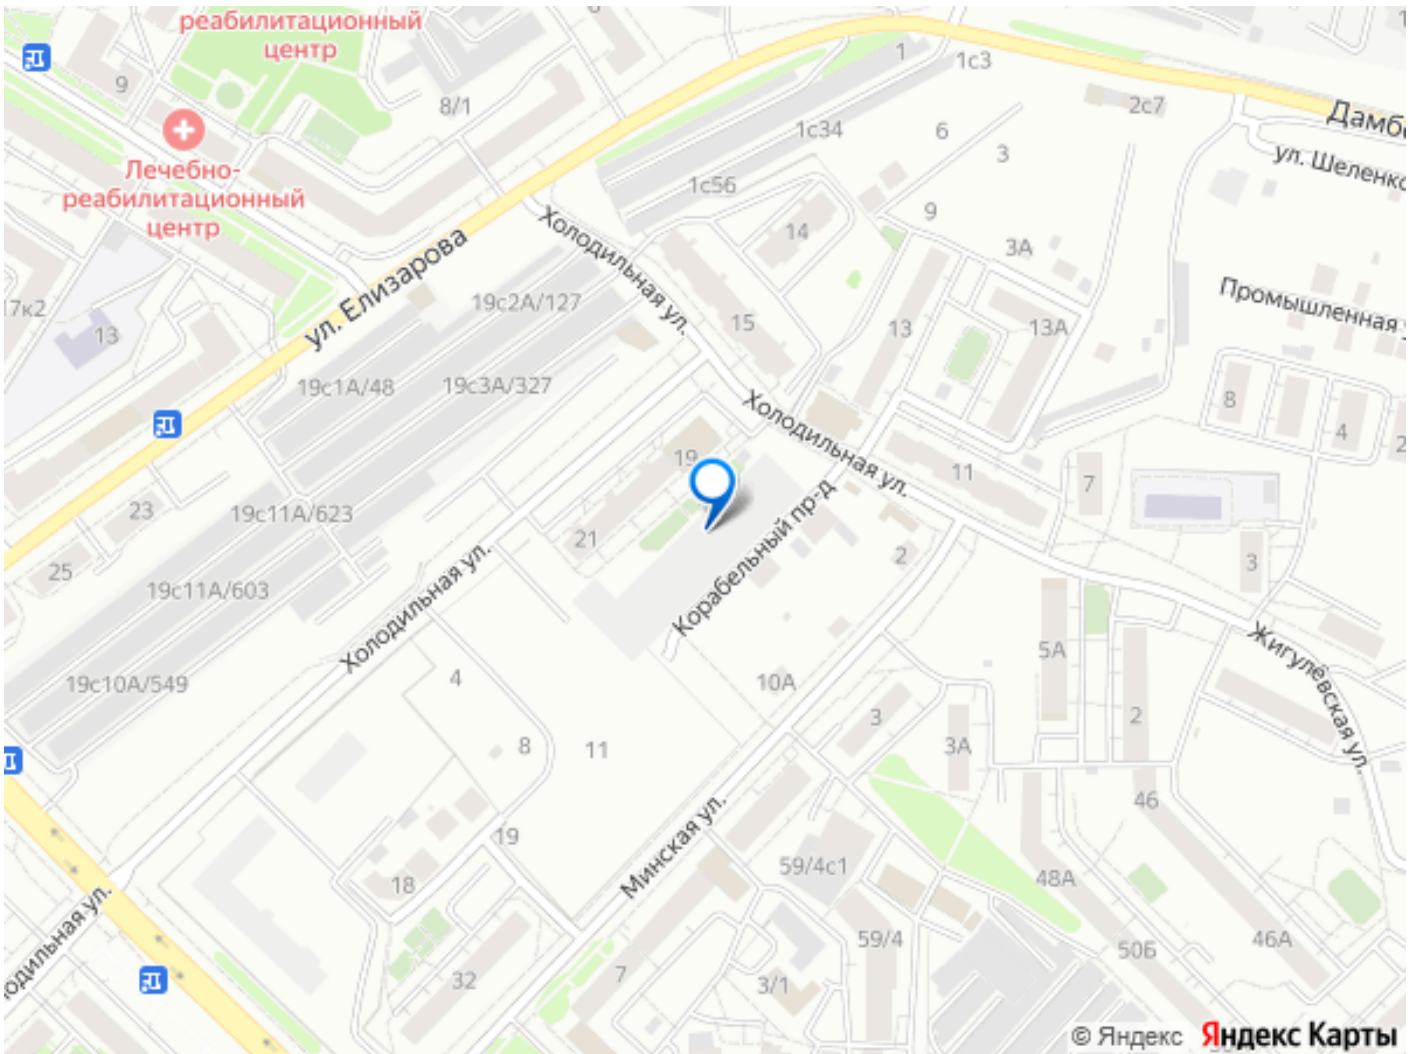 реабилитационный
центр
6
1
1с3
9
8/1
2с7
Дамбо
1с34
6
3
ул. Шеленко
Лечебно-
реабилитационный
центр
1с56
9
14
3А
Холодильная ул.
ул. Елизарова
17к2
13
19с2А/127
15
13
13А
Промышленная
19с1А/48
19с3А/327
8
4
2
Холодильная ул.
19
11
7
23
19с11А/623
21
Корабельный пр-д
2
3
25
19с11А/603
Холодильная ул.
Жигулёвская ул.
5А
19с10А/549
4
10А
3
2
3А
8
11
46
19
Минская ул.
59/4с1
48А
18
одильная ул.
59/4
50Б
46А
32
7
3/1
© Яндекс Яндекс Карты